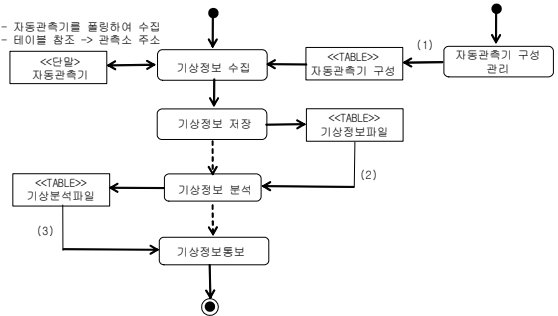 - 자동관측기를 폴링하여 수집
- 테이블 참조 -> 관측소 주소
<<단말>>
자동관측기
기상정보 수집
<<TABLE>>
자동관측기 구성
(1)
자동관측기 구성
관리
기상정보 저장
<<TABLE>>
기상정보파일
(2)
<<TABLE>>
기상분석파일
기상정보 분석
(3)
기상정보통보